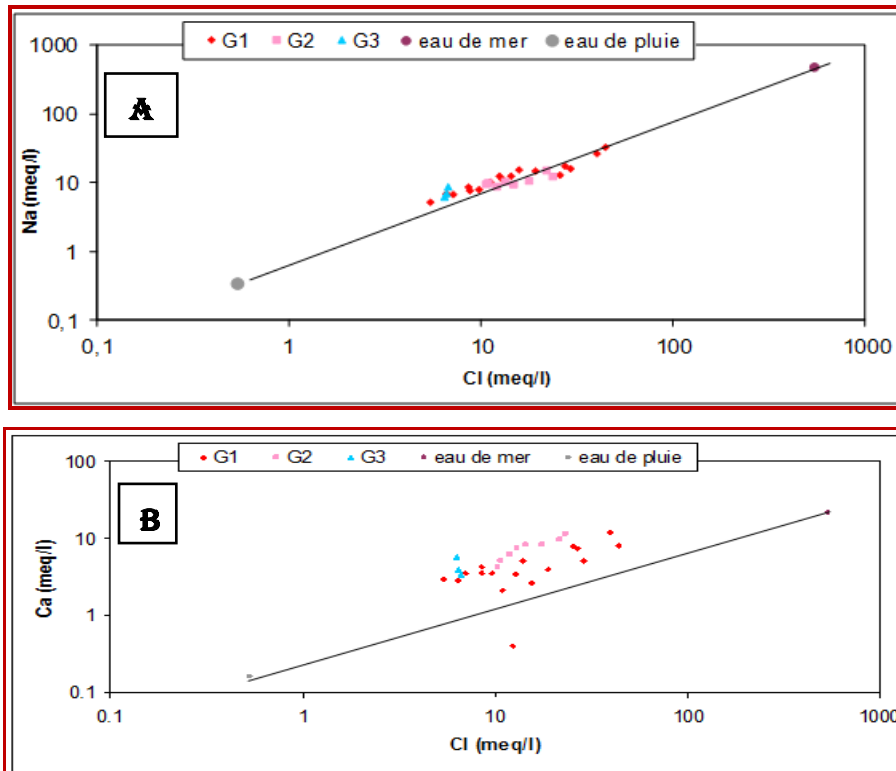 G1 G2 G3 eau de mer eau de pluie
A
1000
100
10
1
0,1
Na (meq/l)
0,1 1 10 100 1000
Cl (meq/l)
G1 G2 G3 eau de mer eau de pluie
B
100
10
1
0.1
Ca (meq/l)
0.1 1 10 100 1000
Cl (meq/l)